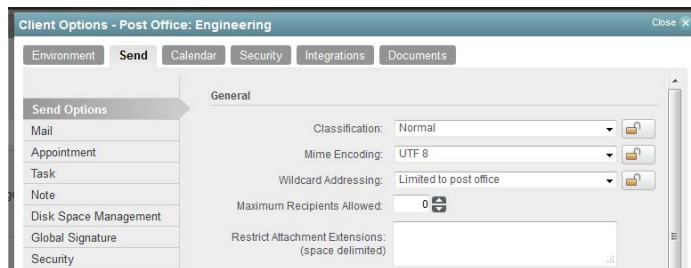 Client Options - Post Office: Engineering
Close
Environment Send Calendar Security Integrations Documents
Send Options
Mail
Appointment
Task
Note
Disk Space Management
Global Signature
Security
General
Classification: Normal
Mime Encoding: UTF 8
Wildcard Addressing: Limited to post office
Maximum Recipients Allowed: 0
Restrict Attachment Extensions:
(space delimited)